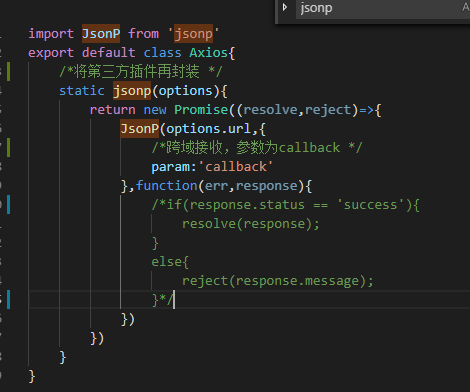 jsonp
import JsonP from 'jsonp'
export default class Axios{
/*将第三方插件再封装 */
static jsonp(options){
return new Promise((resolve,reject)=>{
JsonP(options.url,{
/*跨域接收，参数为callback */
param:'callback'
},function(err,response){
/*if(response.status == 'success'){
resolve(response);
}
else{
reject(response.message);
}*/
})
})
}
}